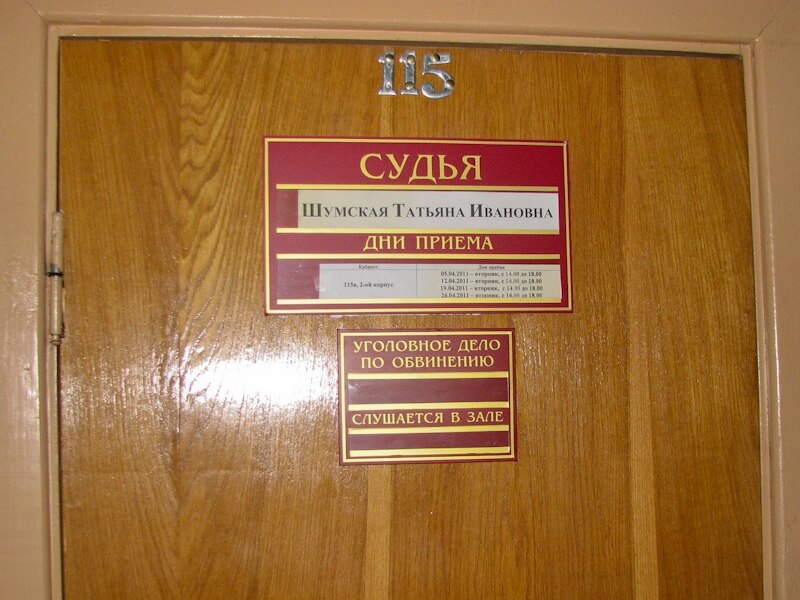 115
СУДЬЯ
ШУМСКАЯ ТАТЬЯНА ИВАНОВНА
ДНИ ПРИЕМА
Кабинет Дни приёма
115а, 2-ой корпус
05.04.2011 – вторник, с 14.00 до 18.00
12.04.2011 – вторник, с 14.00 до 18.00
19.04.2011 – вторник, с 14.00 до 18.00
26.04.2011 – вторник, с 14.00 до 18.00
УГОЛОВНОЕ ДЕЛО
ПО ОБВИНЕНИЮ
СЛУШАЕТСЯ В ЗАЛЕ